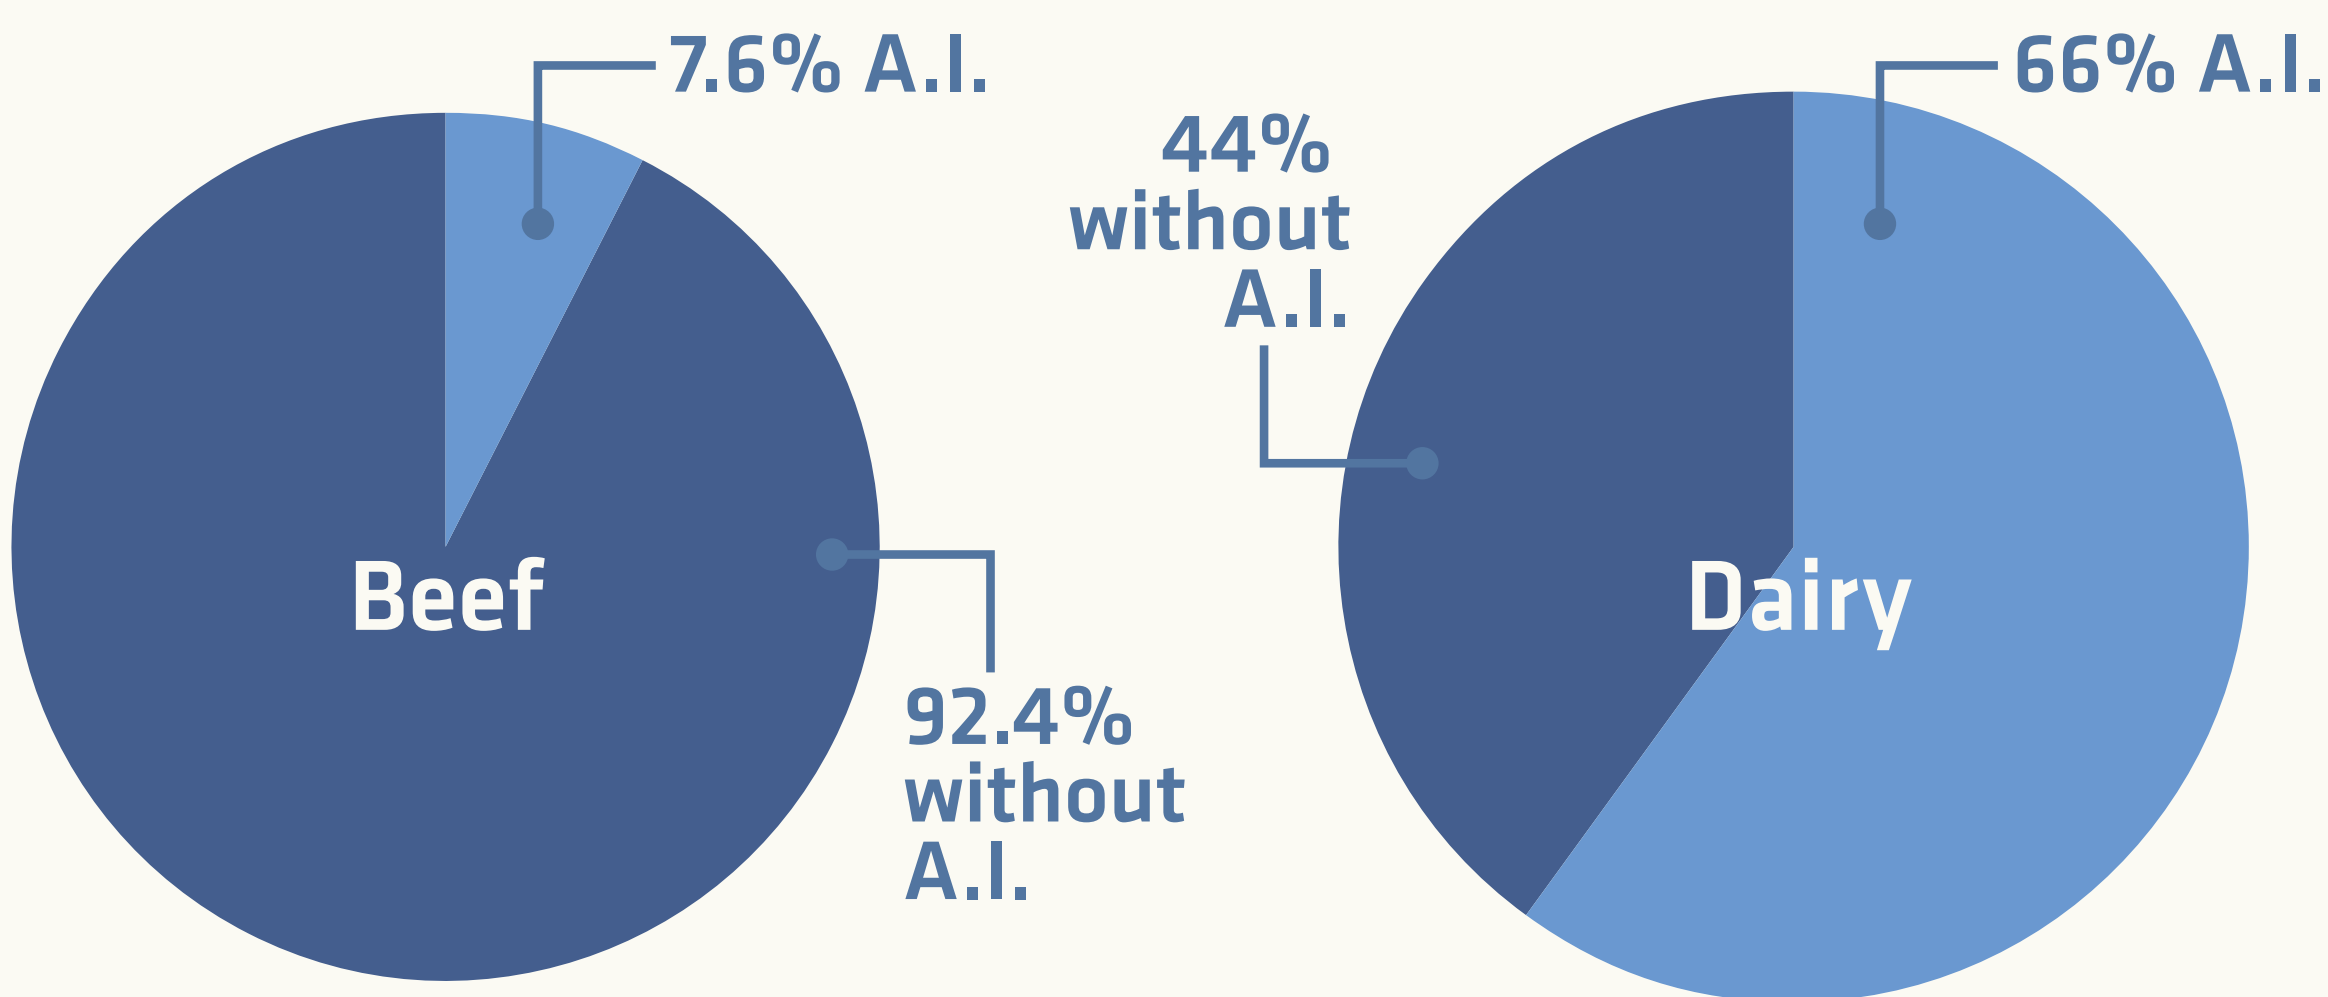 7.6% A.I.
Beef
92.4%
without
A.I.
44%
without
A.I.
66% A.I.
Dairy